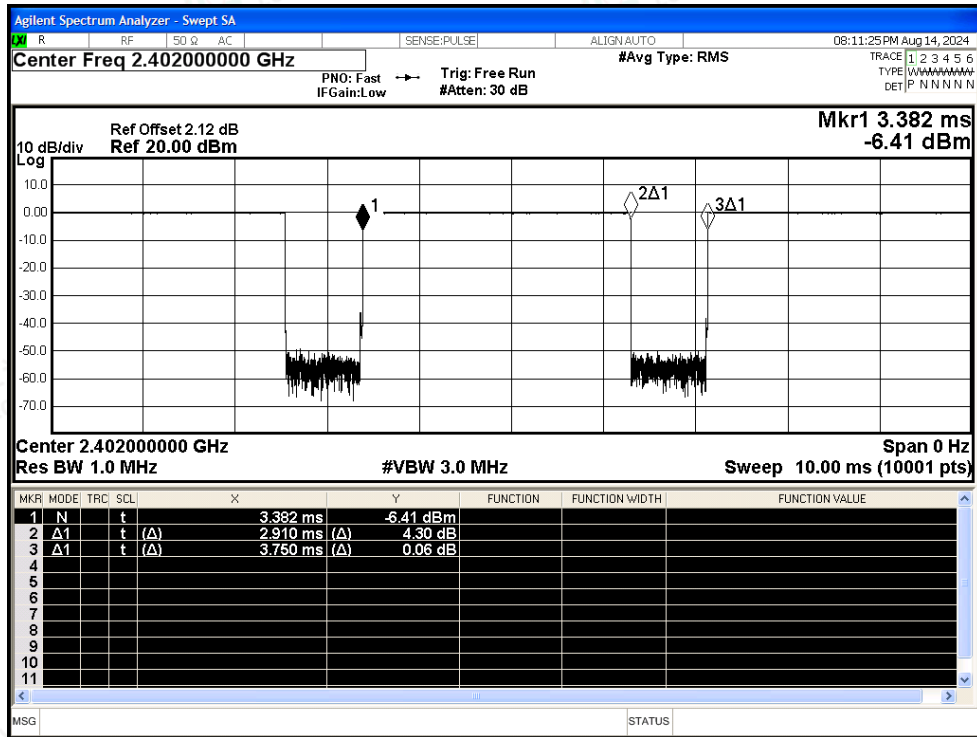 Agilent Spectrum Analyzer - Swept SA
LXI R RF 50 Ω AC SENSE:PULSE ALIGN AUTO 08:11:25 PM Aug 14, 2024
Center Freq 2.402000000 GHz
PNO: Fast
IFGain:Low
Trig: Free Run
#Atten: 30 dB
#Avg Type: RMS
TRACE 1 2 3 4 5 6
TYPE WWWWWW
DET P N N N N N
Mkr1 3.382 ms
-6.41 dBm
10 dB/div
Log
Ref Offset 2.12 dB
Ref 20.00 dBm
10.0
0.00
-10.0
-20.0
-30.0
-40.0
-50.0
-60.0
-70.0
1
2Δ1
3Δ1
Center 2.402000000 GHz Span 0 Hz
Res BW 1.0 MHz #VBW 3.0 MHz Sweep 10.00 ms (10001 pts)
MKR MODE TRC SCL X Y FUNCTION FUNCTION WIDTH FUNCTION VALUE
1 N t 3.382 ms -6.41 dBm
2 Δ1 t (Δ) 2.910 ms (Δ) 4.30 dB
3 Δ1 t (Δ) 3.750 ms (Δ) 0.06 dB
4
5
6
7
8
9
10
11
MSG STATUS